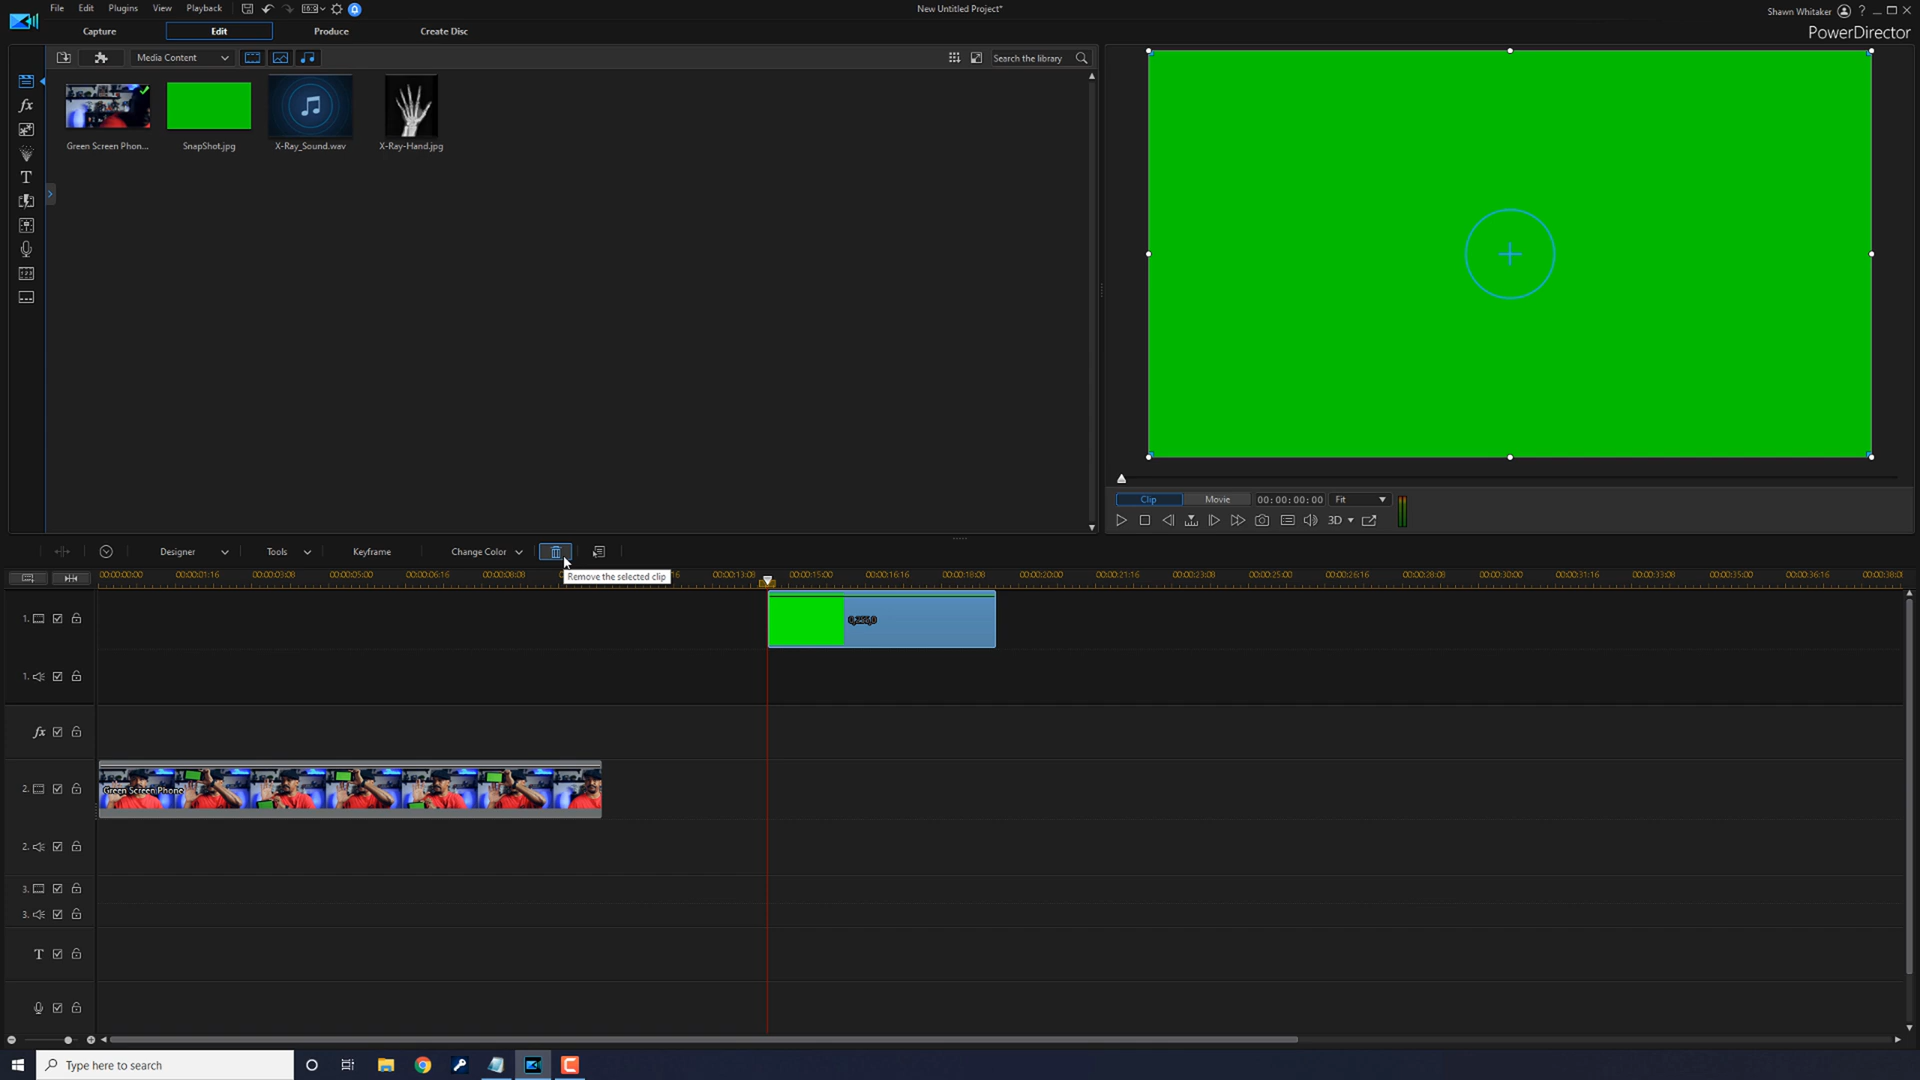 File Edit Plugins View Playback
New Untitled Project*
Shawn Whitaker
?
PowerDirector
Capture Edit Produce Create Disc
Media Content
Search the library
Green Screen Phon... SnapShot.jpg X-Ray_Sound.wav X-Ray-Hand.jpg
fx
T
Clip Movie 00:00:00:00 Fit
3D
Designer Tools Keyframe Change Color
Remove the selected clip
00:00:00:00 00:00:01:16 00:00:03:08 00:00:05:00 00:00:06:16 00:00:08:08 16 00:00:13:08 00:00:15:00 00:00:16:16 00:00:18:08 00:00:20:00 00:00:21:16 00:00:23:08 00:00:25:00 00:00:26:16 00:00:28:08 00:00:30:00 00:00:31:16 00:00:33:08 00:00:35:00 00:00:36:16 00:00:38:0
1.
0,255,0
1.
fx
2.
Green Screen Phone
2.
3.
3.
T
Type here to search